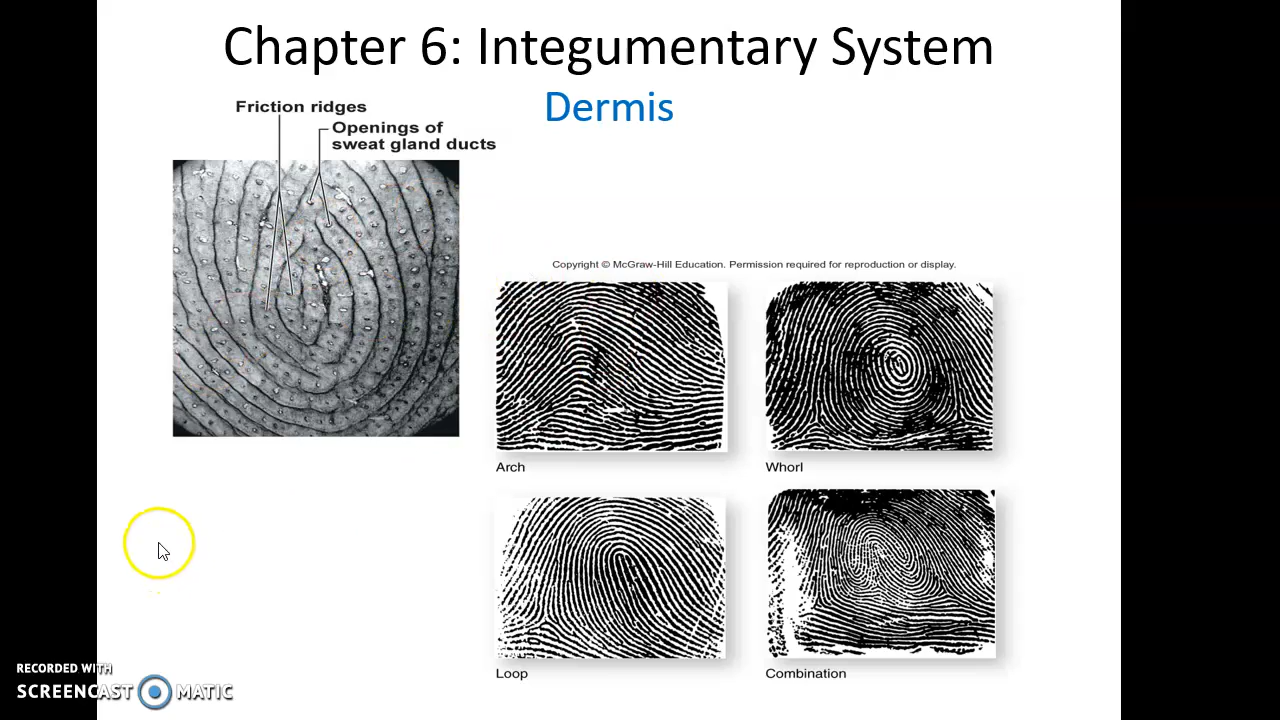 Chapter 6: Integumentary System
Dermis
Friction ridges
Openings of
sweat gland ducts
Copyright © McGraw-Hill Education. Permission required for reproduction or display.
Arch
Whorl
Loop
Combination
RECORDED WITH
SCREENCAST MATIC